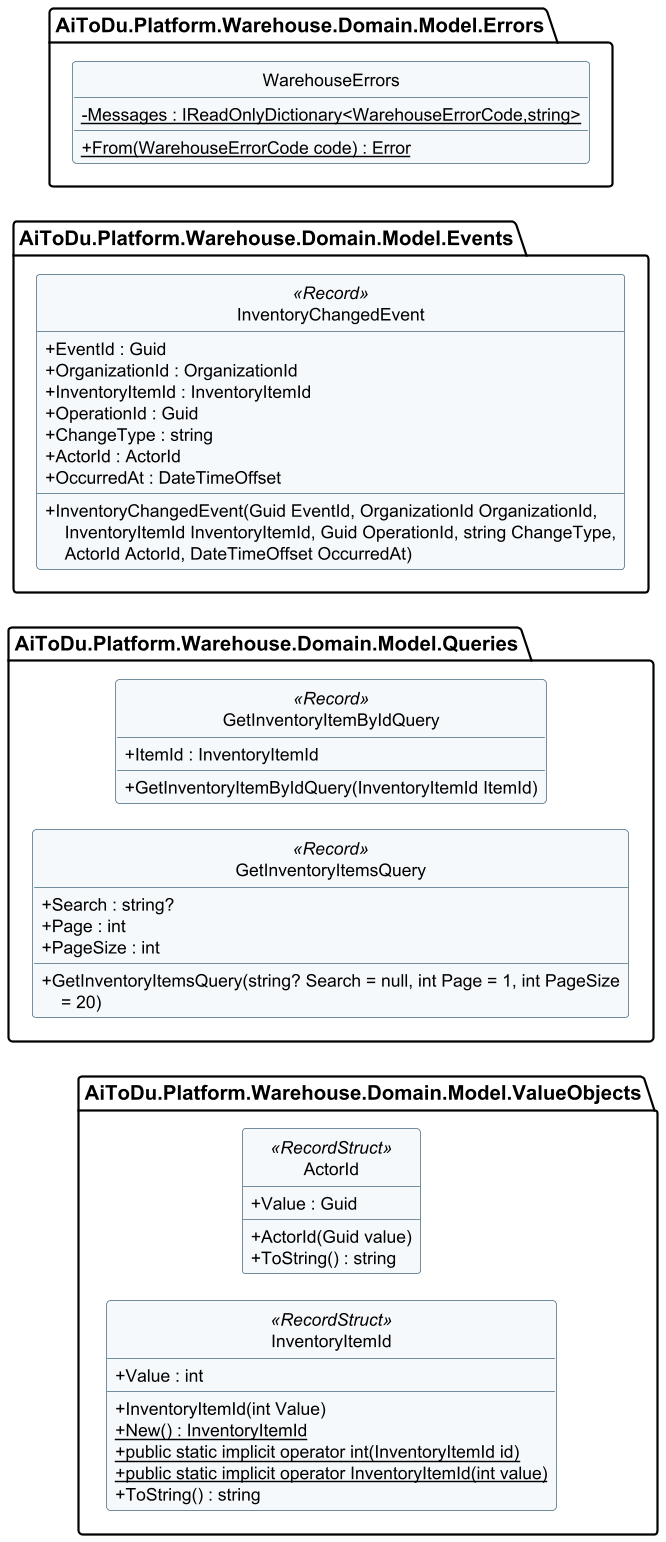 AiToDu.Platform.Warehouse.Domain.Model.Errors
WarehouseErrors
-Messages : IReadOnlyDictionary<WarehouseErrorCode,string>
+From(WarehouseErrorCode code) : Error
AiToDu.Platform.Warehouse.Domain.Model.Events
«Record»
InventoryChangedEvent
+EventId : Guid
+OrganizationId : OrganizationId
+InventoryItemId : InventoryItemId
+OperationId : Guid
+ChangeType : string
+ActorId : ActorId
+OccurredAt : DateTimeOffset
+InventoryChangedEvent(Guid EventId, OrganizationId OrganizationId,
InventoryItemId InventoryItemId, Guid OperationId, string ChangeType,
ActorId ActorId, DateTimeOffset OccurredAt)
AiToDu.Platform.Warehouse.Domain.Model.Queries
«Record»
GetInventoryItemByIdQuery
+ItemId : InventoryItemId
+GetInventoryItemByIdQuery(InventoryItemId ItemId)
«Record»
GetInventoryItemsQuery
+Search : string?
+Page : int
+PageSize : int
+GetInventoryItemsQuery(string? Search = null, int Page = 1, int PageSize
= 20)
AiToDu.Platform.Warehouse.Domain.Model.ValueObjects
«RecordStruct»
ActorId
+Value : Guid
+ActorId(Guid value)
+ToString() : string
«RecordStruct»
InventoryItemId
+Value : int
+InventoryItemId(int Value)
+New() : InventoryItemId
+public static implicit operator int(InventoryItemId id)
+public static implicit operator InventoryItemId(int value)
+ToString() : string